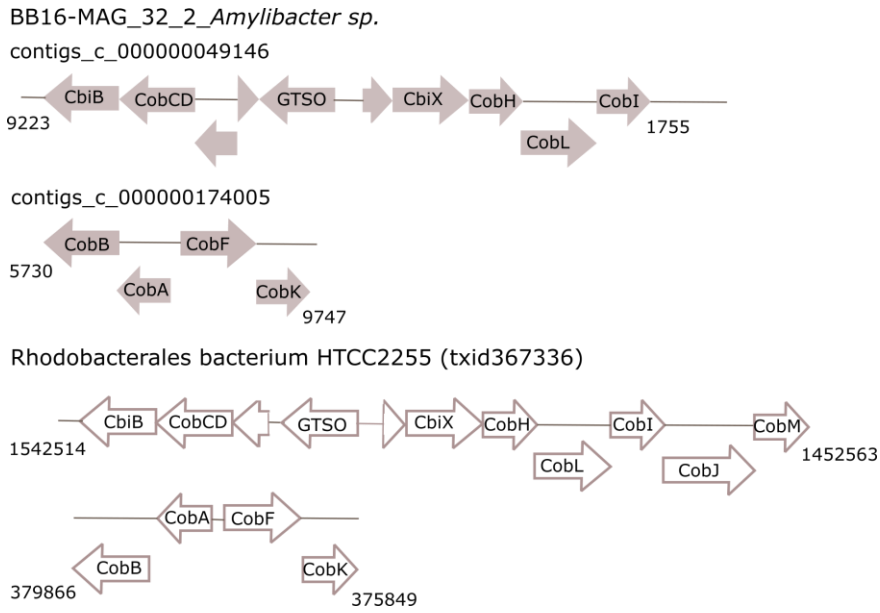 BB16-MAG_32_2_Amylibacter sp.
contigs_c_000000049146
CbiB CobCD GTSO CbiX CobH CobI
9223 1755
CobL
contigs_c_000000174005
CobB CobF
5730
CobA CobK
9747
Rhodobacterales bacterium HTCC2255 (txid367336)
CbiB CobCD GTSO CbiX CobH CobI CobM
1542514 1452563
CobL CobJ
CobA CobF
CobB CobK
379866 375849